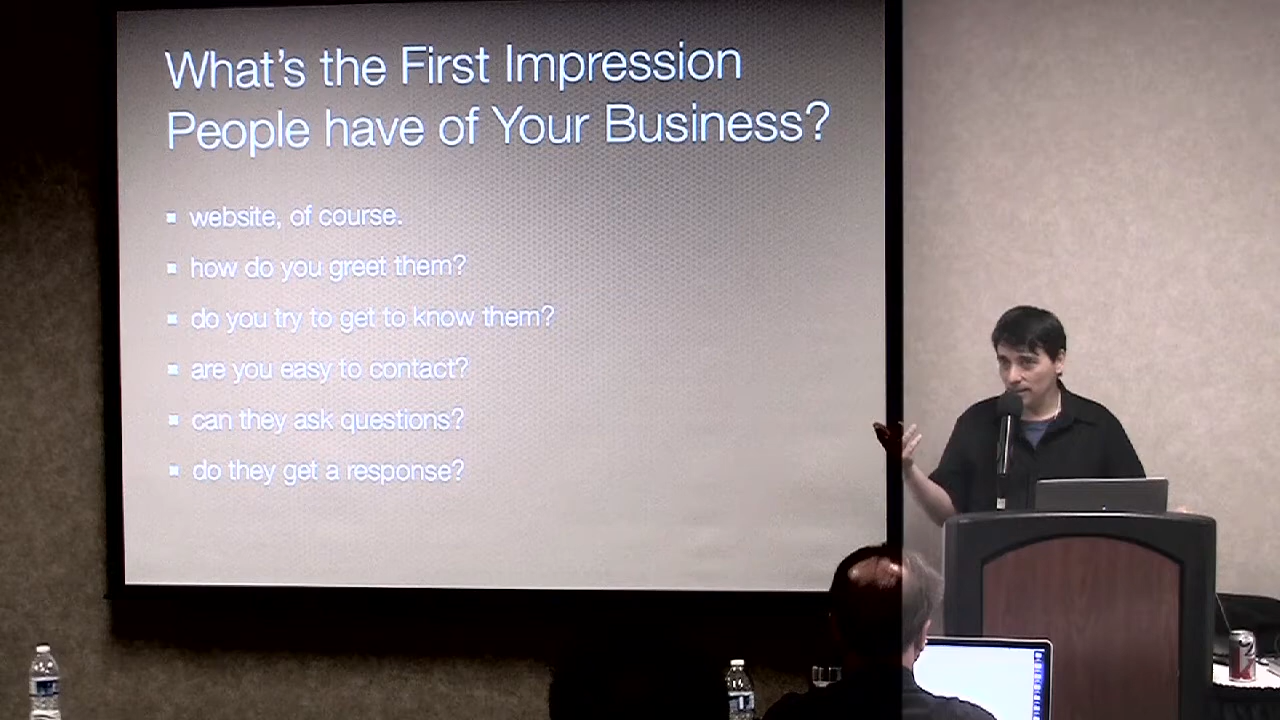 What's the First Impression
People have of Your Business?
▪ website, of course.
▪ how do you greet them?
▪ do you try to get to know them?
▪ are you easy to contact?
▪ can they ask questions?
▪ do they get a response?